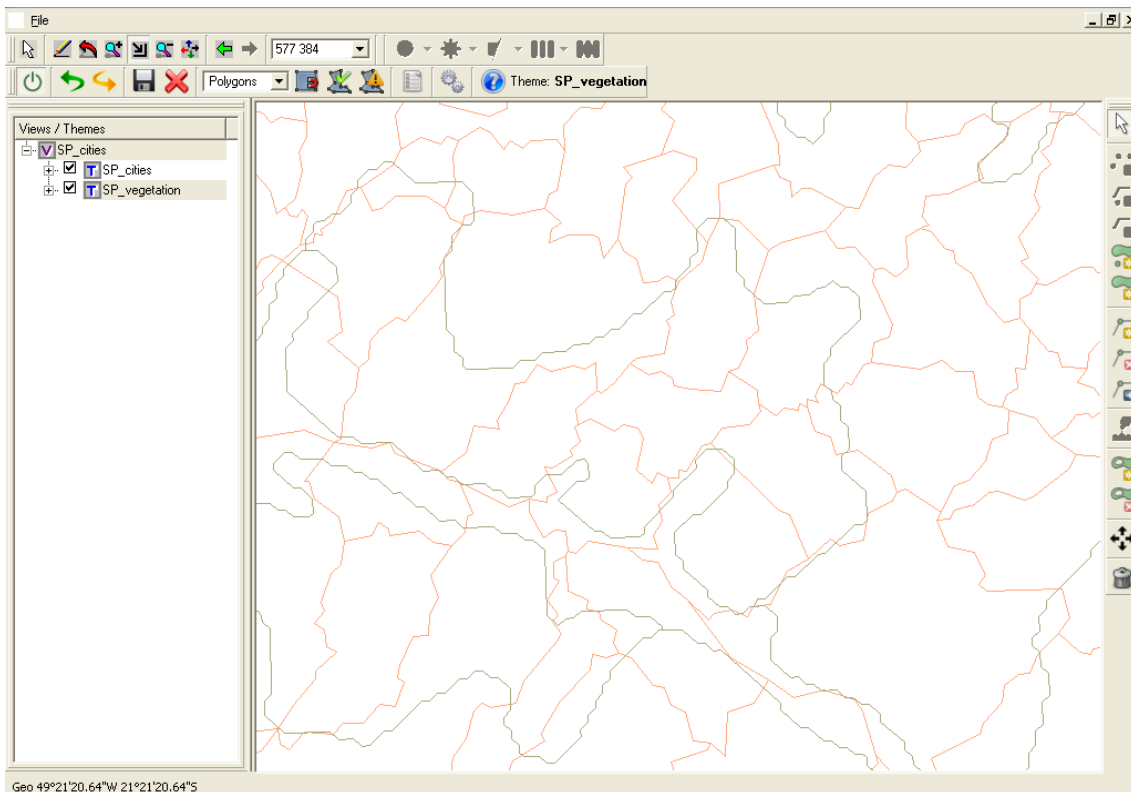 File
577 384
Polygons
Theme: SP_vegetation
Views / Themes
V SP_cities
T SP_cities
T SP_vegetation
Geo 49°21'20.64"W 21°21'20.64"S